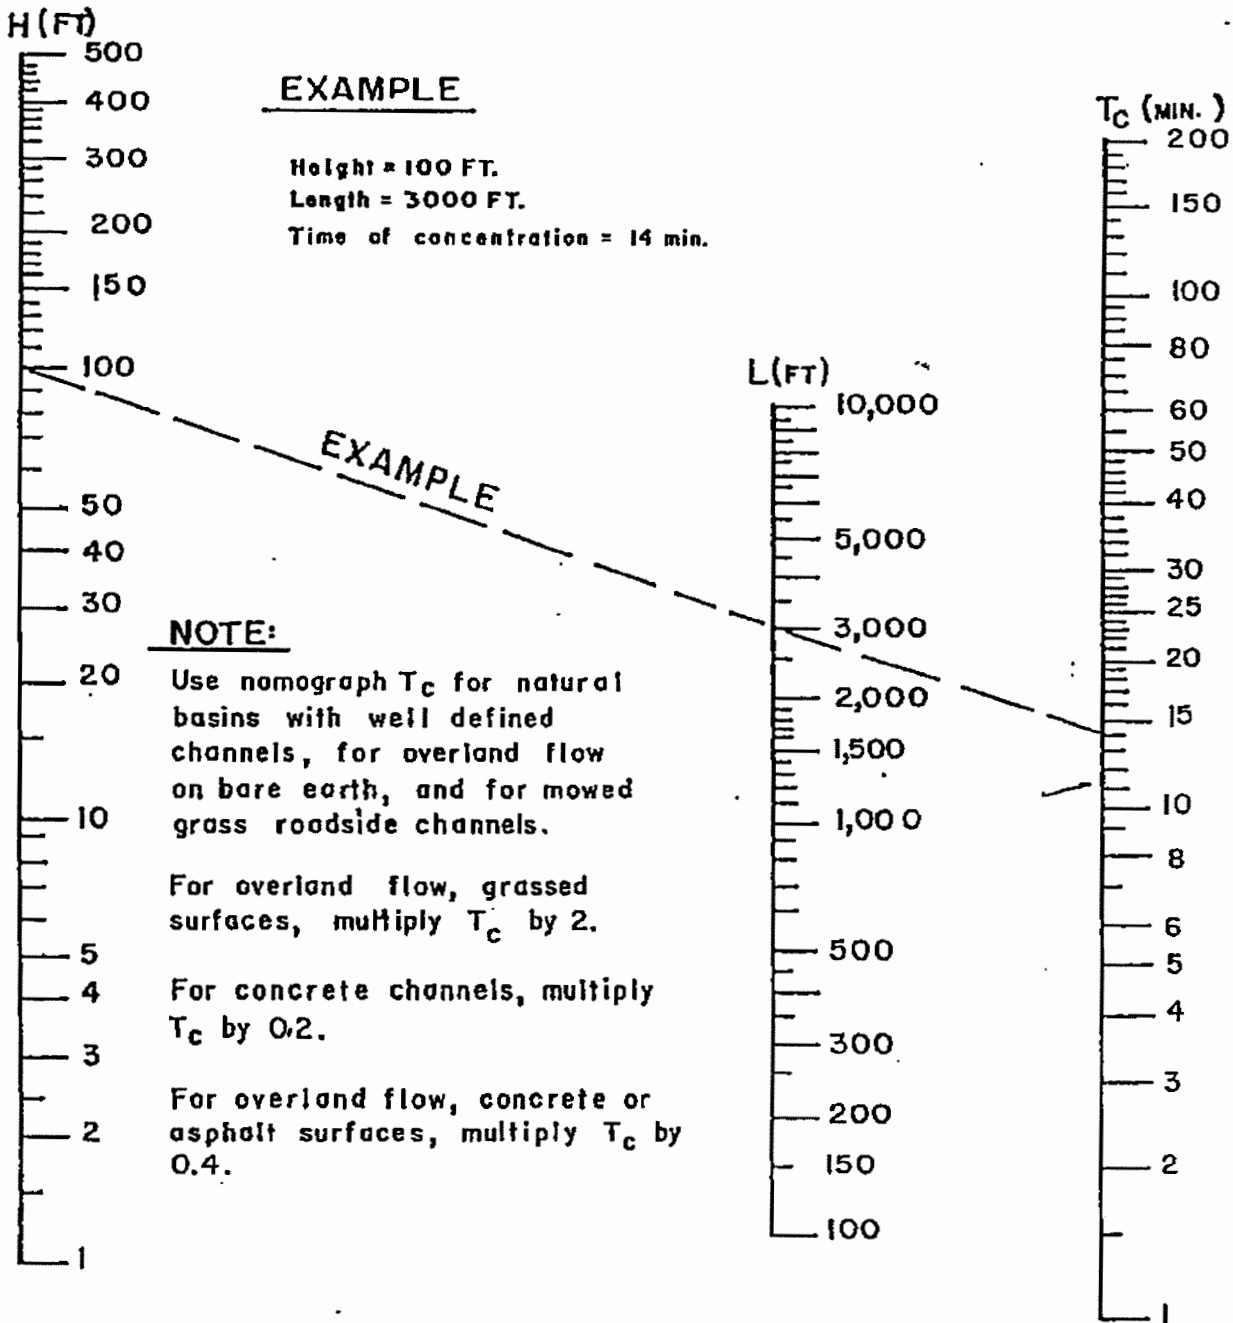 H (FT)
500
400
300
200
150
100
50
40
30
20
10
5
4
3
2
1
EXAMPLE
Height = 100 FT.
Length = 3000 FT.
Time of concentration = 14 min.
EXAMPLE
NOTE:
Use nomograph Tc for natural
basins with well defined
channels, for overland flow
on bare earth, and for mowed
grass roadside channels.
For overland flow, grassed
surfaces, multiply Tc by 2.
For concrete channels, multiply
Tc by 0.2.
For overland flow, concrete or
asphalt surfaces, multiply Tc by
0.4.
L (FT)
10,000
5,000
3,000
2,000
1,500
1,000
500
300
200
150
100
Tc (MIN.)
200
150
100
80
60
50
40
30
25
20
15
10
8
6
5
4
3
2
1